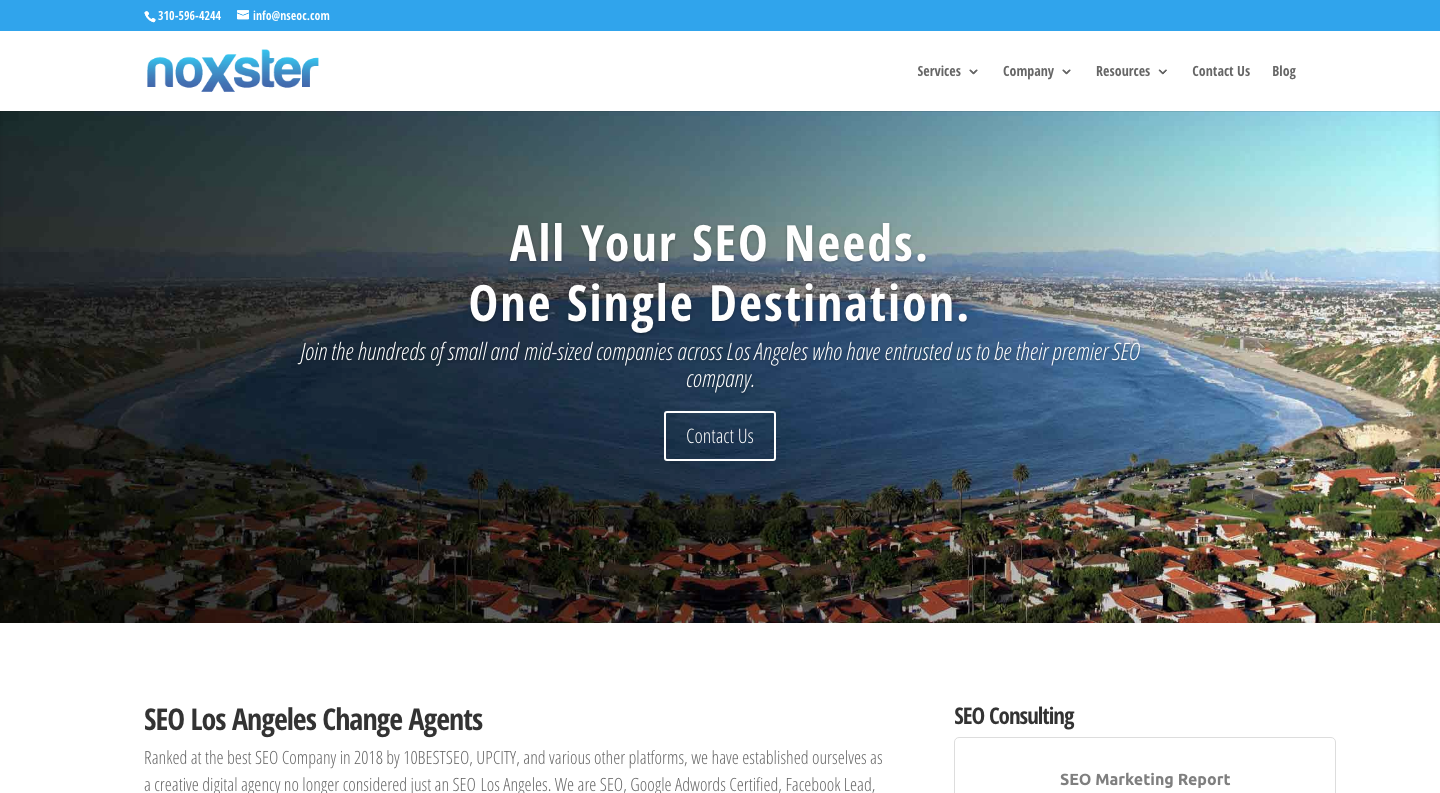 310-596-4244 info@nseoc.com
noxster
Services Company Resources Contact Us Blog
All Your SEO Needs.
One Single Destination.
Join the hundreds of small and mid-sized companies across Los Angeles who have entrusted us to be their premier SEO
company.
Contact Us
SEO Los Angeles Change Agents
Ranked at the best SEO Company in 2018 by 10BESTSEO, UPCITY, and various other platforms, we have established ourselves as
a creative digital agency no longer considered just an SEO Los Angeles. We are SEO, Google Adwords Certified, Facebook Lead,
SEO Consulting
SEO Marketing Report